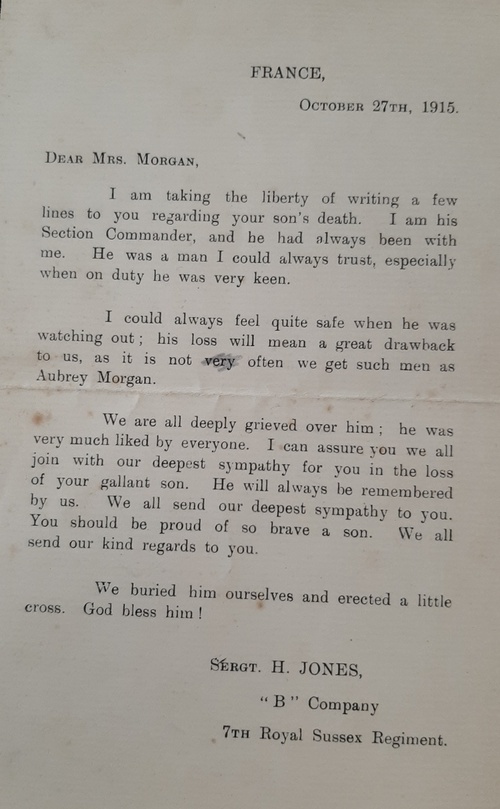 FRANCE,
October 27th, 1915.
Dear Mrs. Morgan,
I am taking the liberty of writing a few
lines to you regarding your son's death. I am his
Section Commander, and he had always been with
me. He was a man I could always trust, especially
when on duty he was very keen.
I could always feel quite safe when he was
watching out; his loss will mean a great drawback
to us, as it is not very often we get such men as
Aubrey Morgan.
We are all deeply grieved over him; he was
very much liked by everyone. I can assure you we all
join with our deepest sympathy for you in the loss
of your gallant son. He will always be remembered
by us. We all send our deepest sympathy to you.
You should be proud of so brave a son. We all
send our kind regards to you.
We buried him ourselves and erected a little
cross. God bless him!
Sergt. H. JONES,
"B" Company
7th Royal Sussex Regiment.